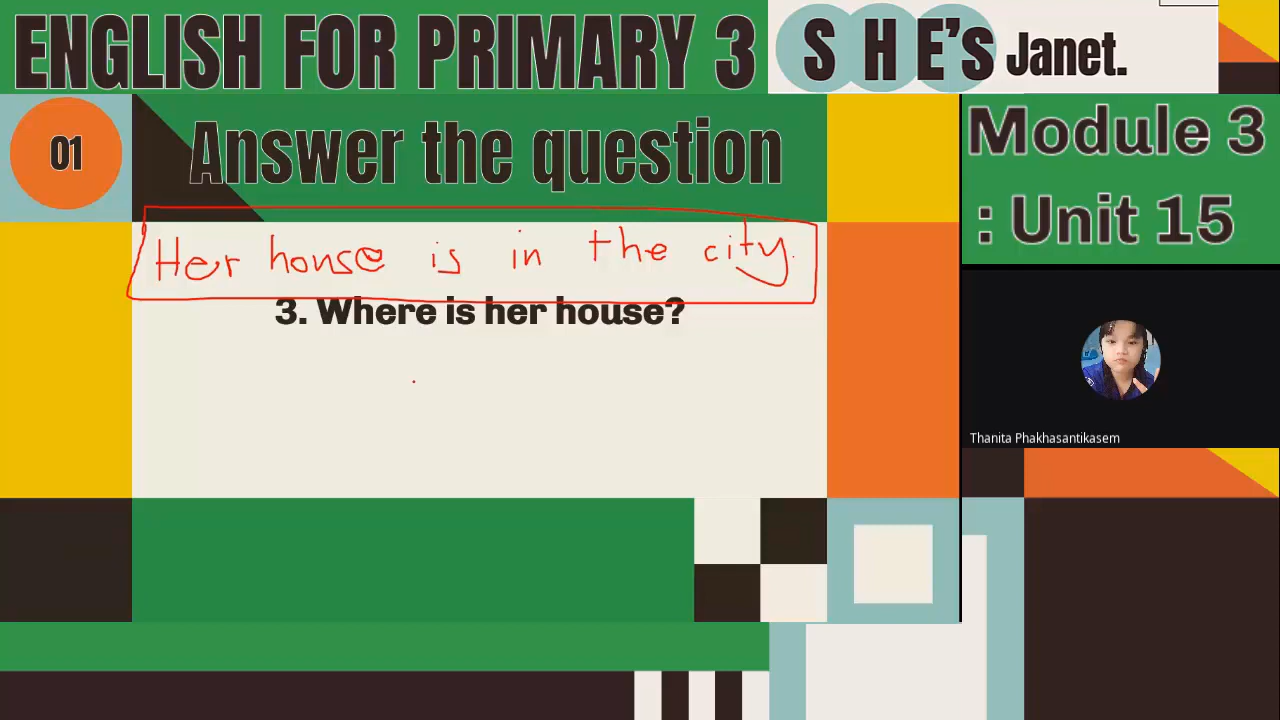 ENGLISH FOR PRIMARY 3
SHE's Janet.
01
Answer the question
Module 3
: Unit 15
Her house is in the city.
3. Where is her house?
Thanita Phakhasantikasem